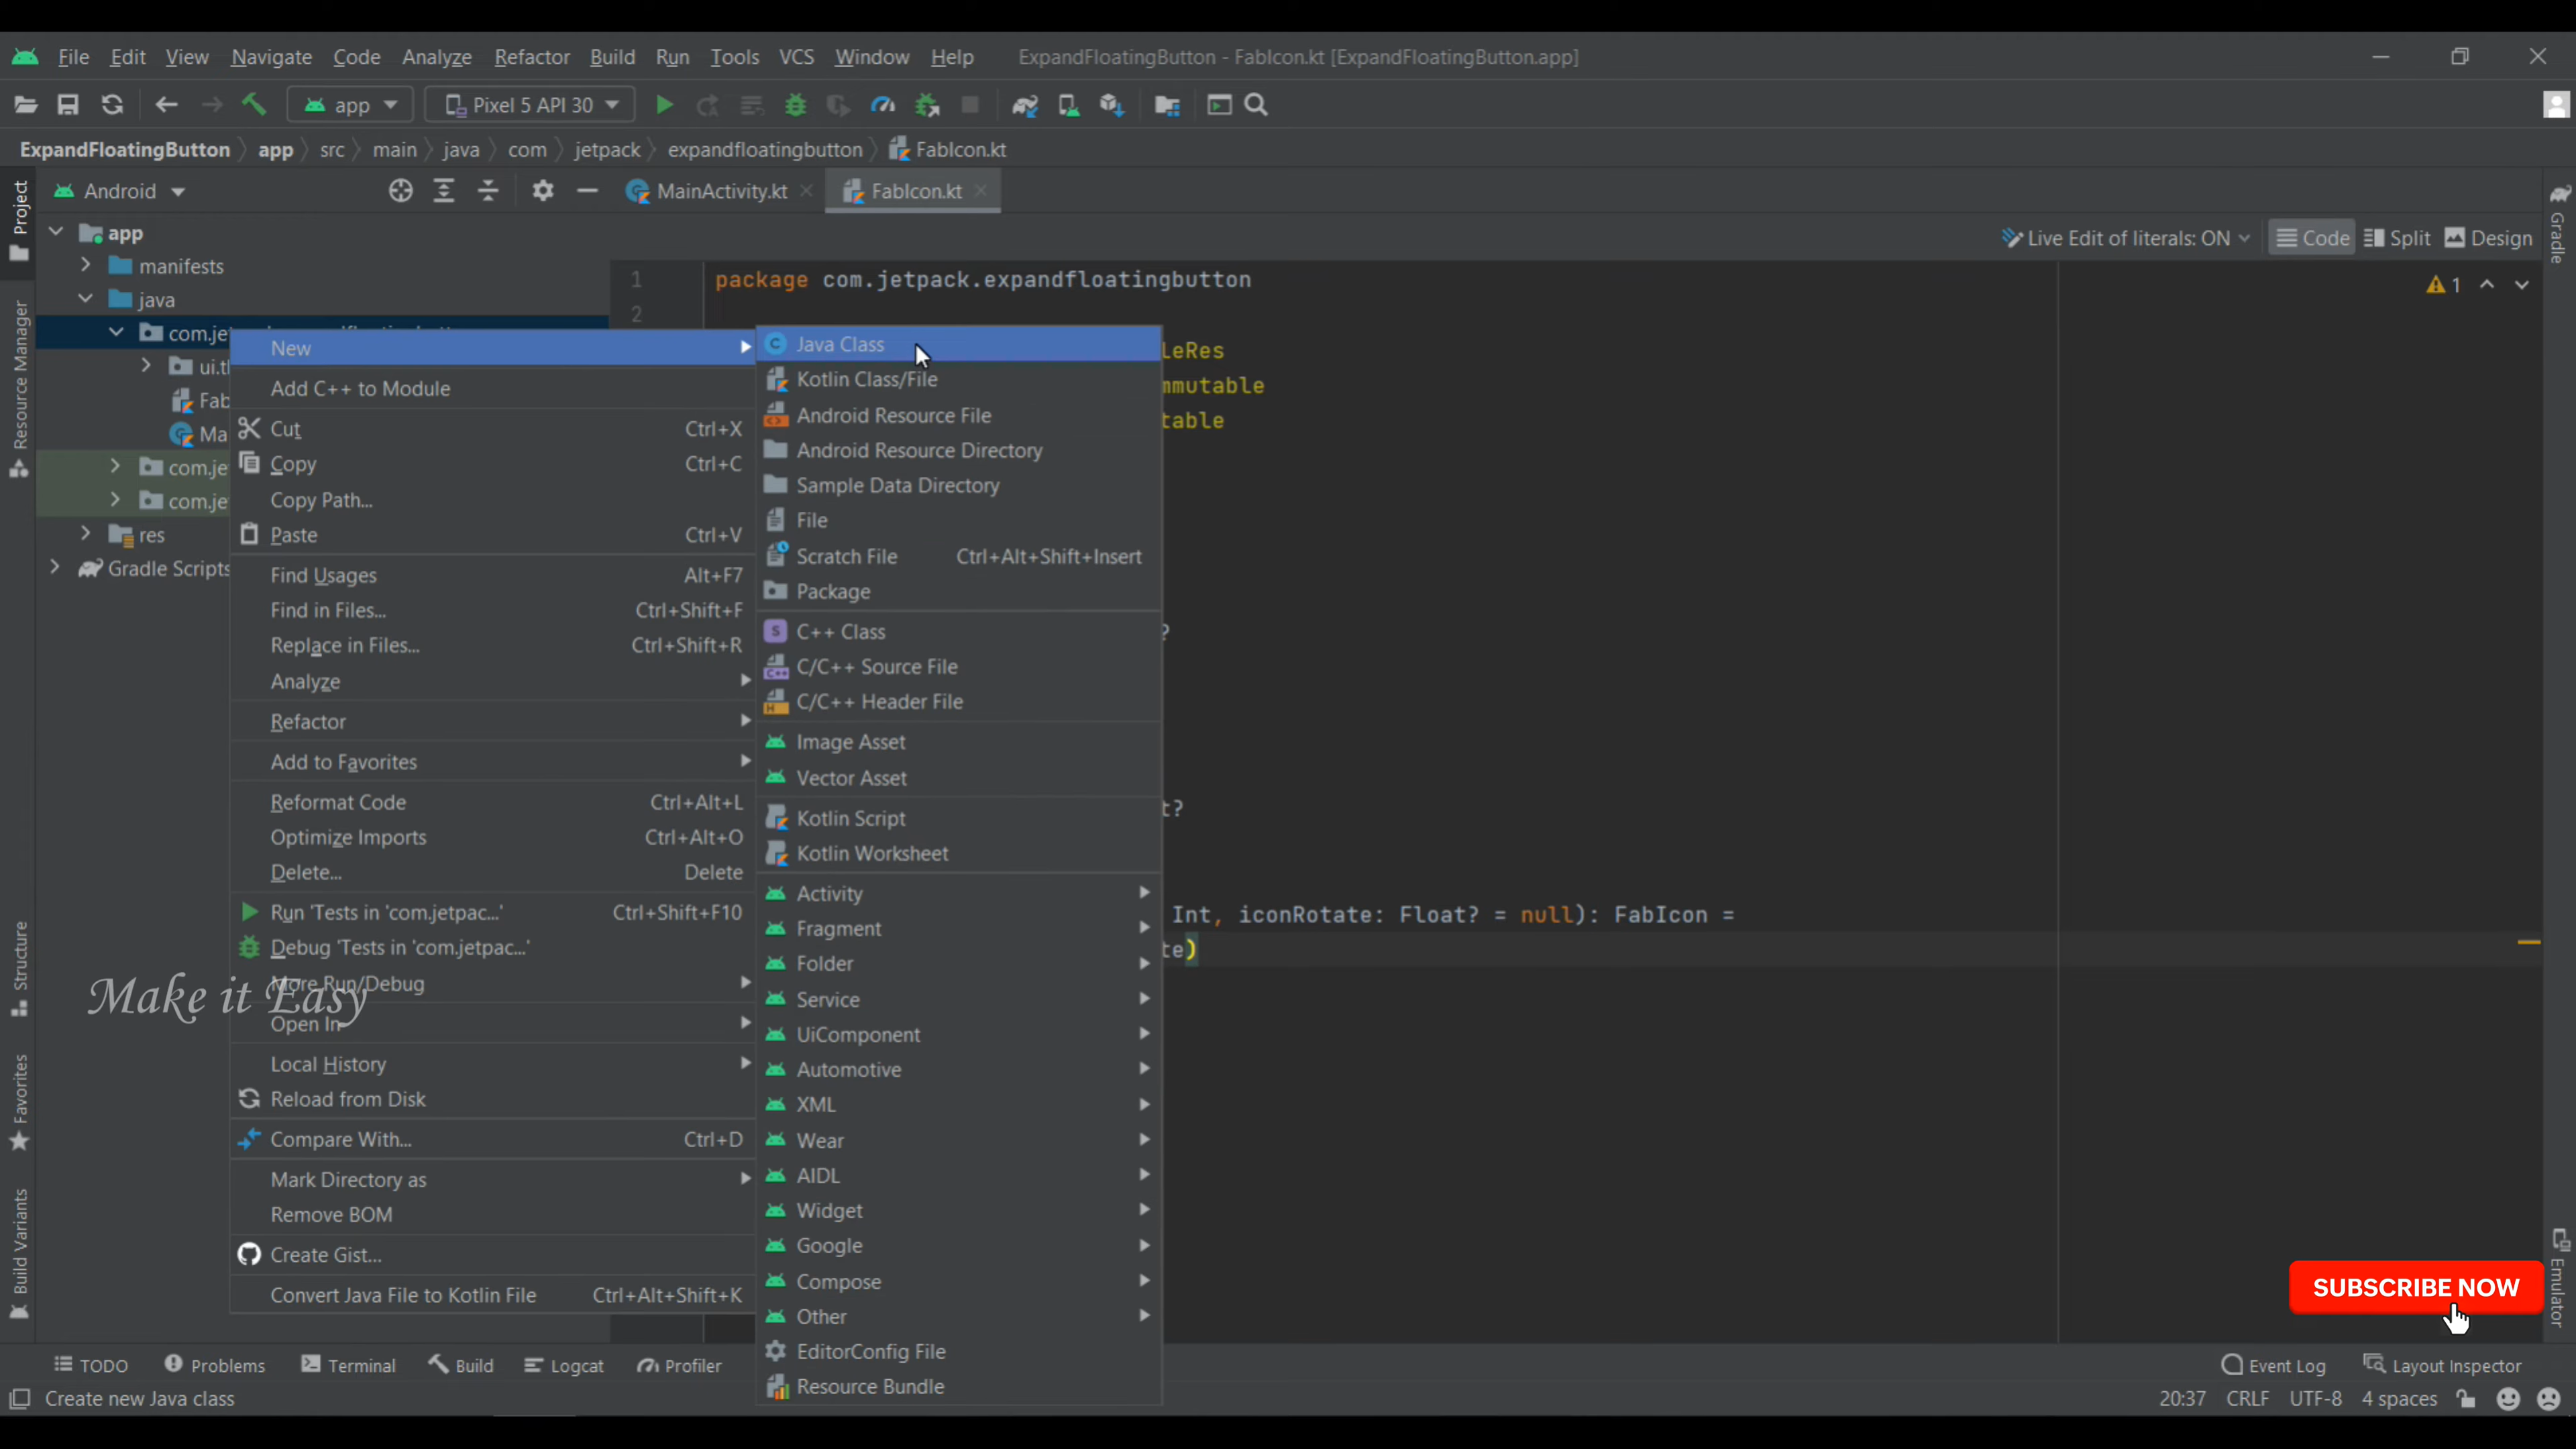 File Edit View Navigate Code Analyze Refactor Build Run Tools VCS Window Help ExpandFloatingButton - FabIcon.kt [ExpandFloatingButton.app]
app Pixel 5 API 30
ExpandFloatingButton app src main java com jetpack expandfloatingbutton FabIcon.kt
Project
Android
MainActivity.kt
FabIcon.kt
Gradle
Live Edit of literals: ON
Code
Split
Design
app
manifests
java
com.je
ui.t
Fab
Ma
com.je
com.je
res
Gradle Scripts
Resource Manager
Structure
Favorites
Build Variants
1 package com.jetpack.expandfloatingbutton
2
1
leRes
mmutable
table
?
t?
Int, iconRotate: Float? = null): FabIcon =
te)
New
Add C++ to Module
Cut Ctrl+X
Copy Ctrl+C
Copy Path...
Paste Ctrl+V
Find Usages Alt+F7
Find in Files... Ctrl+Shift+F
Replace in Files... Ctrl+Shift+R
Analyze
Refactor
Add to Favorites
Reformat Code Ctrl+Alt+L
Optimize Imports Ctrl+Alt+O
Delete... Delete
Run 'Tests in 'com.jetpac...' Ctrl+Shift+F10
Debug 'Tests in 'com.jetpac...'
More Run/Debug
Make it Easy
Open In
Local History
Reload from Disk
Compare With... Ctrl+D
Mark Directory as
Remove BOM
Create Gist...
Convert Java File to Kotlin File Ctrl+Alt+Shift+K
Java Class
Kotlin Class/File
Android Resource File
Android Resource Directory
Sample Data Directory
File
Scratch File Ctrl+Alt+Shift+Insert
Package
C++ Class
C/C++ Source File
C/C++ Header File
Image Asset
Vector Asset
Kotlin Script
Kotlin Worksheet
Activity
Fragment
Folder
Service
UiComponent
Automotive
XML
Wear
AIDL
Widget
Google
Compose
Other
EditorConfig File
Resource Bundle
SUBSCRIBE NOW
Emulator
TODO Problems Terminal Build Logcat Profiler Event Log Layout Inspector
Create new Java class 20:37 CRLF UTF-8 4 spaces